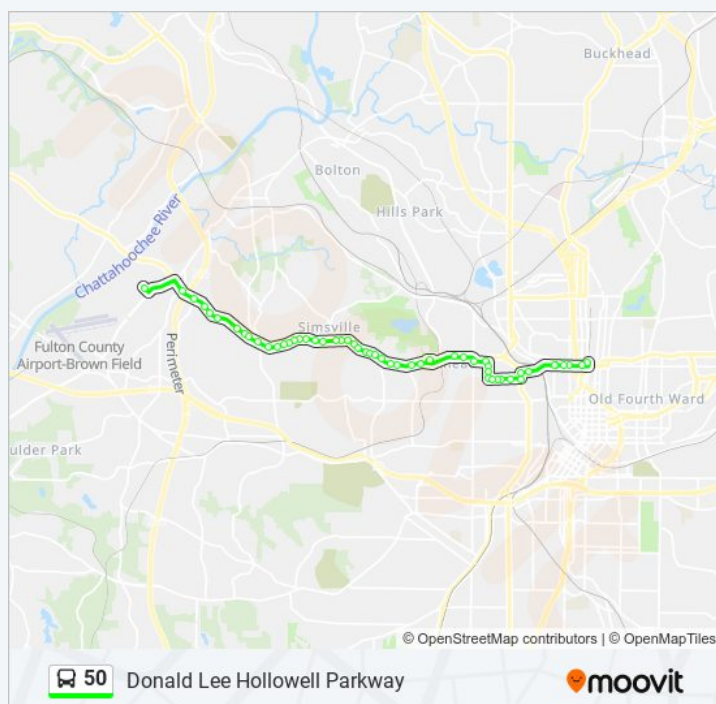 Buckhead
Bolton
Hills Park
Chattahoochee River
Simsville
Fulton County
Airport-Brown Field
Perimeter
Old Fourth Ward
oulder Park
© OpenStreetMap contributors | © OpenMapTiles
50 Donald Lee Hollowell Parkway
moovit